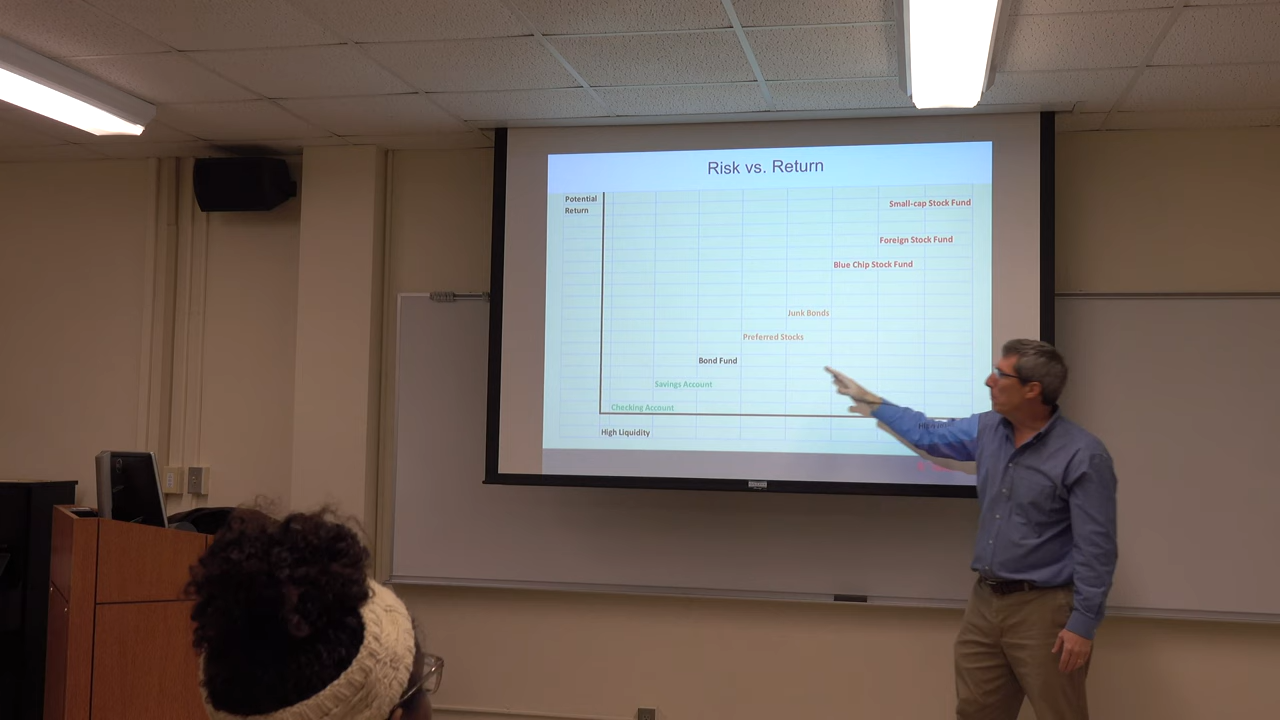 Risk vs. Return
Potential
Return
Small-cap Stock Fund
Foreign Stock Fund
Blue Chip Stock Fund
Junk Bonds
Preferred Stocks
Bond Fund
Savings Account
Checking Account
High Liquidity